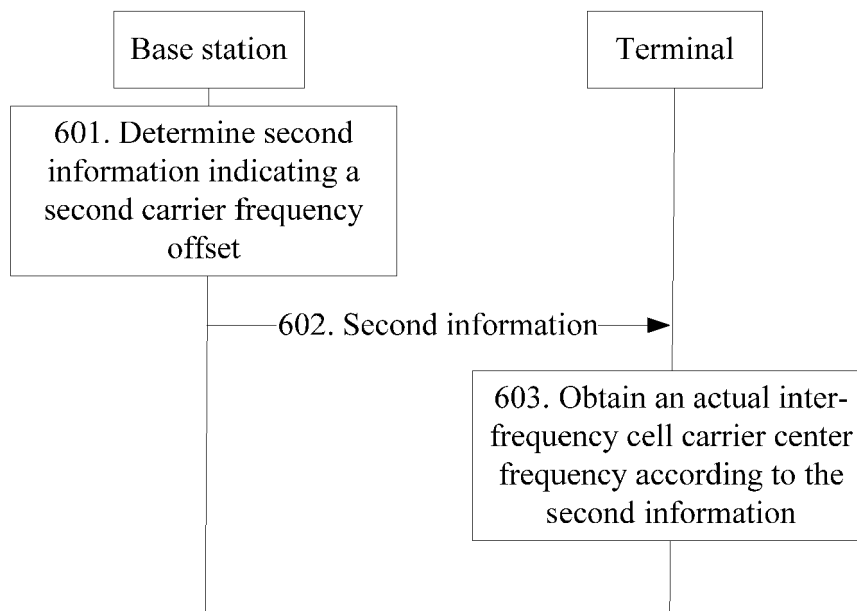 Base station
Terminal
601. Determine second
information indicating a
second carrier frequency
offset
602. Second information
603. Obtain an actual inter-
frequency cell carrier center
frequency according to the
second information